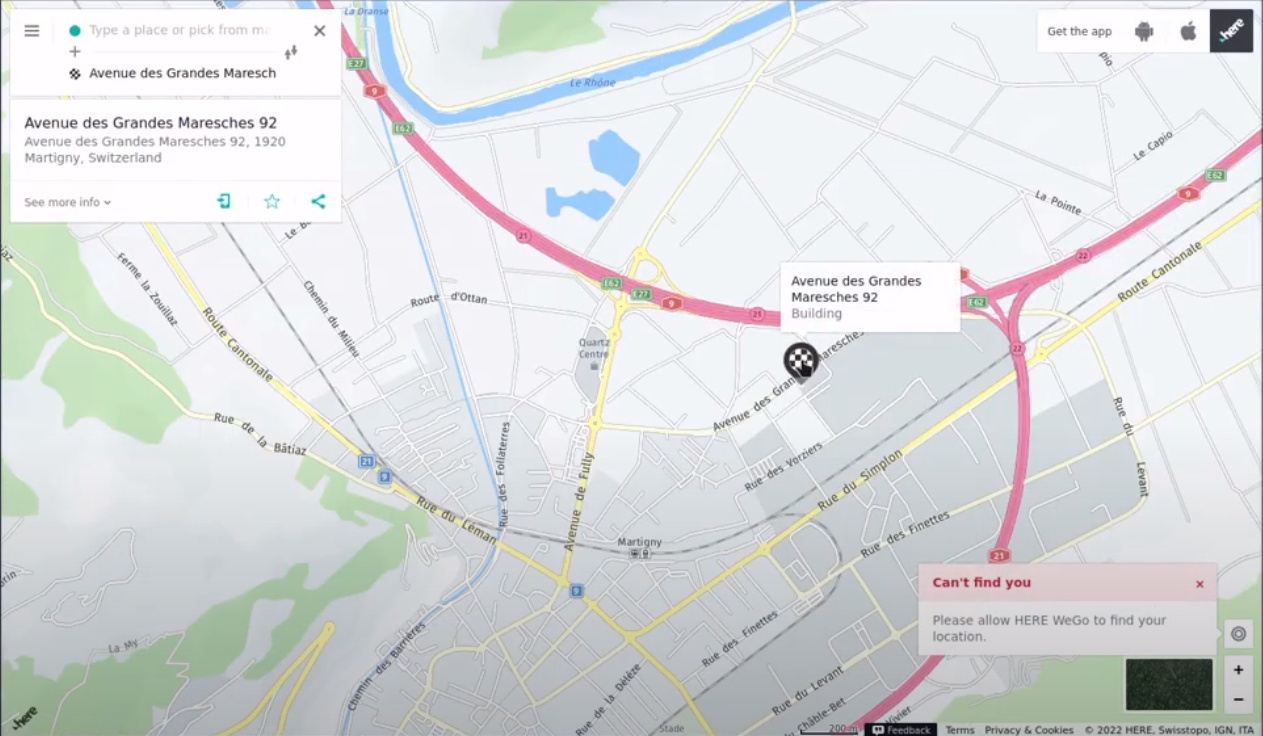 Type a place or pick from ma
Avenue des Grandes Maresch
Avenue des Grandes Maresches 92
Avenue des Grandes Maresches 92, 1920
Martigny, Switzerland
See more info
Get the app
here
La Dranse
E27
9
E62
Le Rhône
Le Capio
La Pointe
E62
9
22
21
Route Cantonale
Ferme la Zouillaz
Chemin du Milieu
Route d'Ottan
E62
E27
9
21
Avenue des Grandes
Maresches 92
Building
E62
22
Quartz
Centre
Route Cantonale
Avenue des Gran
aresches
Rue de la Bâtiaz
Rue des Follaterres
Avenue de Fully
Rue des Vorziers
Rue du Simplon
Rue du Levant
21
9
Rue du Léman
Martigny
Rue des Finettes
21
9
Can't find you
Please allow HERE WeGo to find your
location.
La My
Chemin des Barrières
Rue des Finettes
Rue de la Délèze
Rue du Levant
Châble-Bet
Vivier
Stade
+
−
here
200 m
Feedback
Terms
Privacy & Cookies
© 2022 HERE, Swisstopo, IGN, ITA